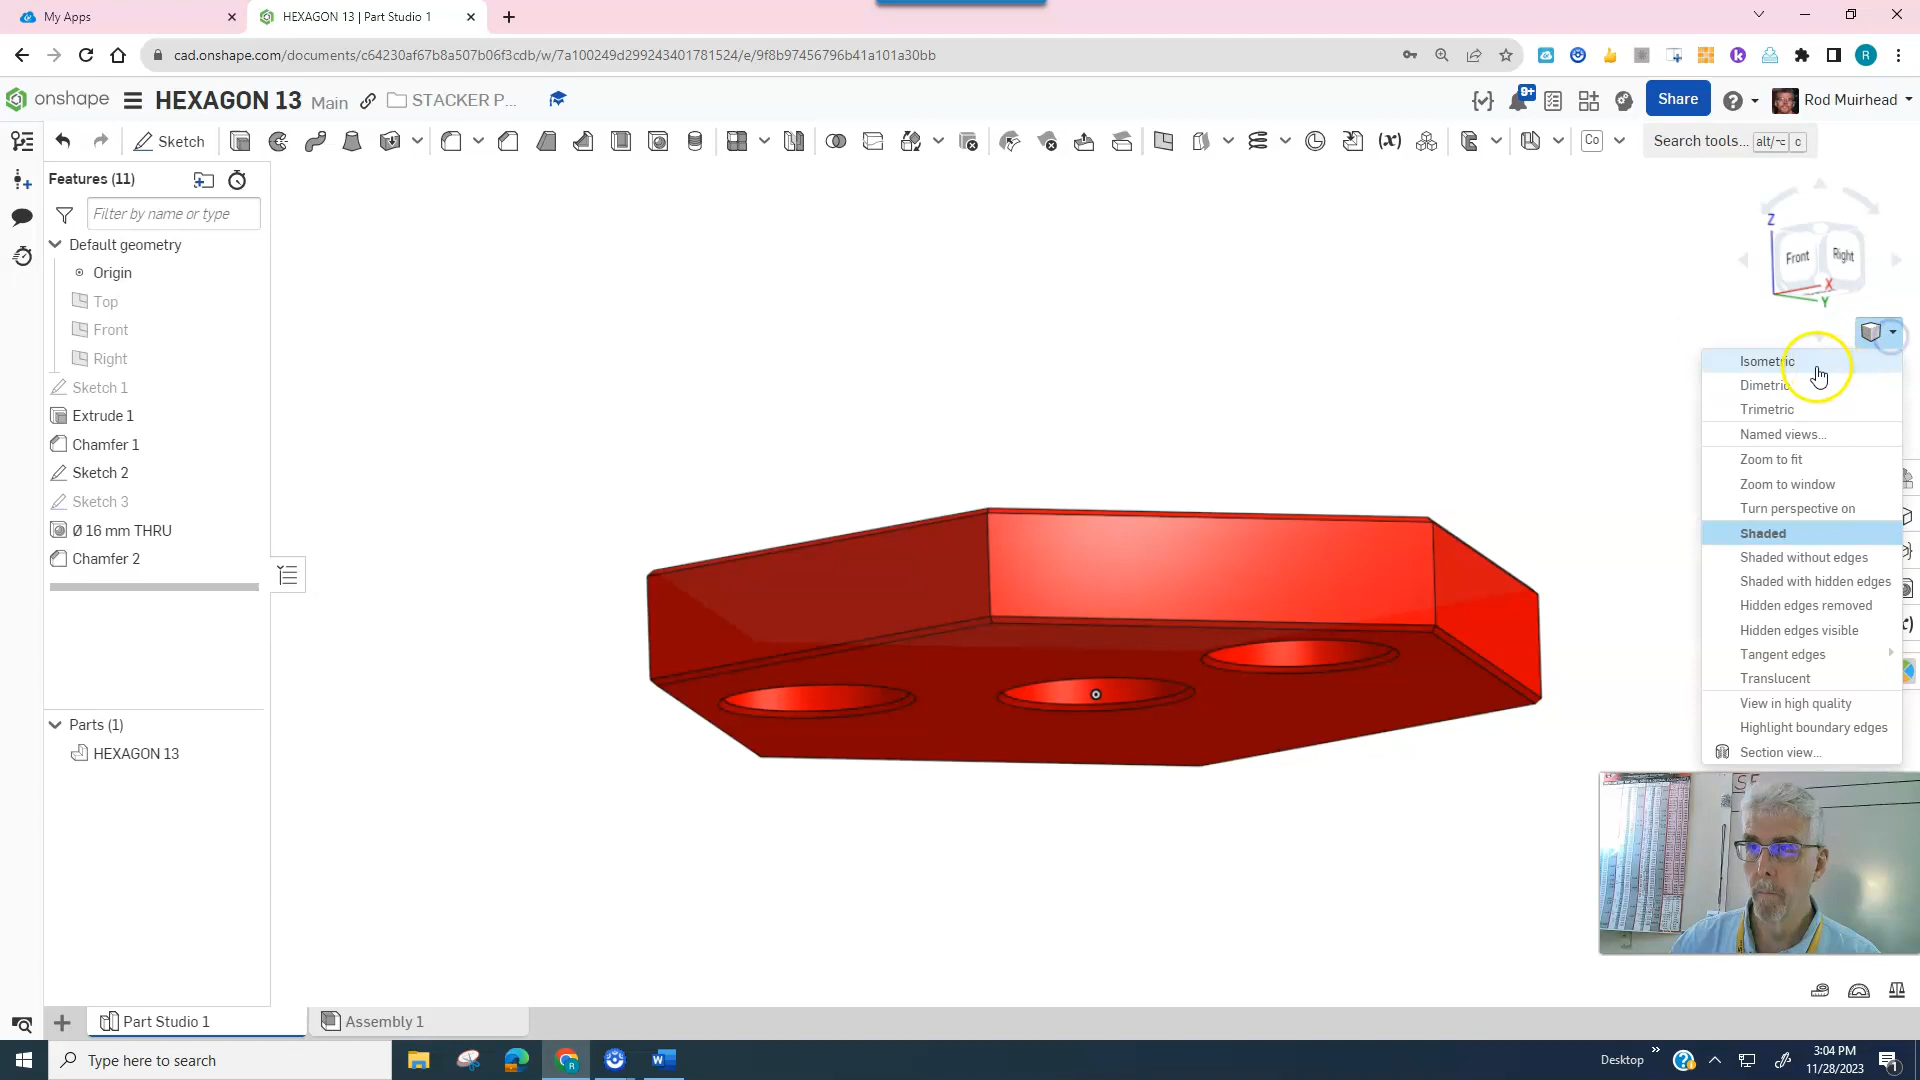 My Apps
HEXAGON 13 | Part Studio 1
cad.onshape.com/documents/c64230af67b8a507b06f3cdb/w/7a100249d299243401781524/e/9f8b97456796b41a101a30bb
R
onshape
HEXAGON 13
Main
STACKER P...
9+
Share
Rod Muirhead
Sketch
(x)
Co
Search tools...
alt/⌥
c
Features (11)
Filter by name or type
Default geometry
Origin
Top
Front
Right
Sketch 1
Extrude 1
Chamfer 1
Sketch 2
Sketch 3
Ø 16 mm THRU
Chamfer 2
Parts (1)
HEXAGON 13
Z
Front
Right
X
Y
Isometric
Dimetric
Trimetric
Named views...
Zoom to fit
Zoom to window
Turn perspective on
Shaded
Shaded without edges
Shaded with hidden edges
Hidden edges removed
Hidden edges visible
Tangent edges
Translucent
View in high quality
Highlight boundary edges
Section view...
Part Studio 1
Assembly 1
Type here to search
Desktop
3:04 PM
11/28/2023
1